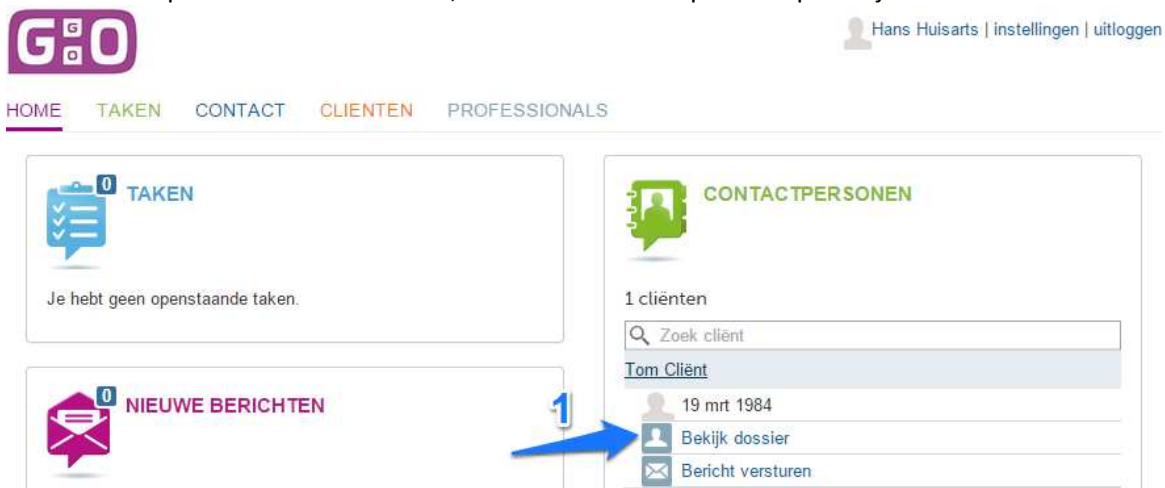 GGOO
Hans Huisarts | instellingen | uitloggen
HOME TAKEN CONTACT CLIENTEN PROFESSIONALS
0
TAKEN
Je hebt geen openstaande taken.
0
NIEUWE BERICHTEN
CONTACTPERSONEN
1 cliënten
Zoek cliënt
Tom Cliënt
19 mrt 1984
1
Bekijk dossier
Bericht versturen